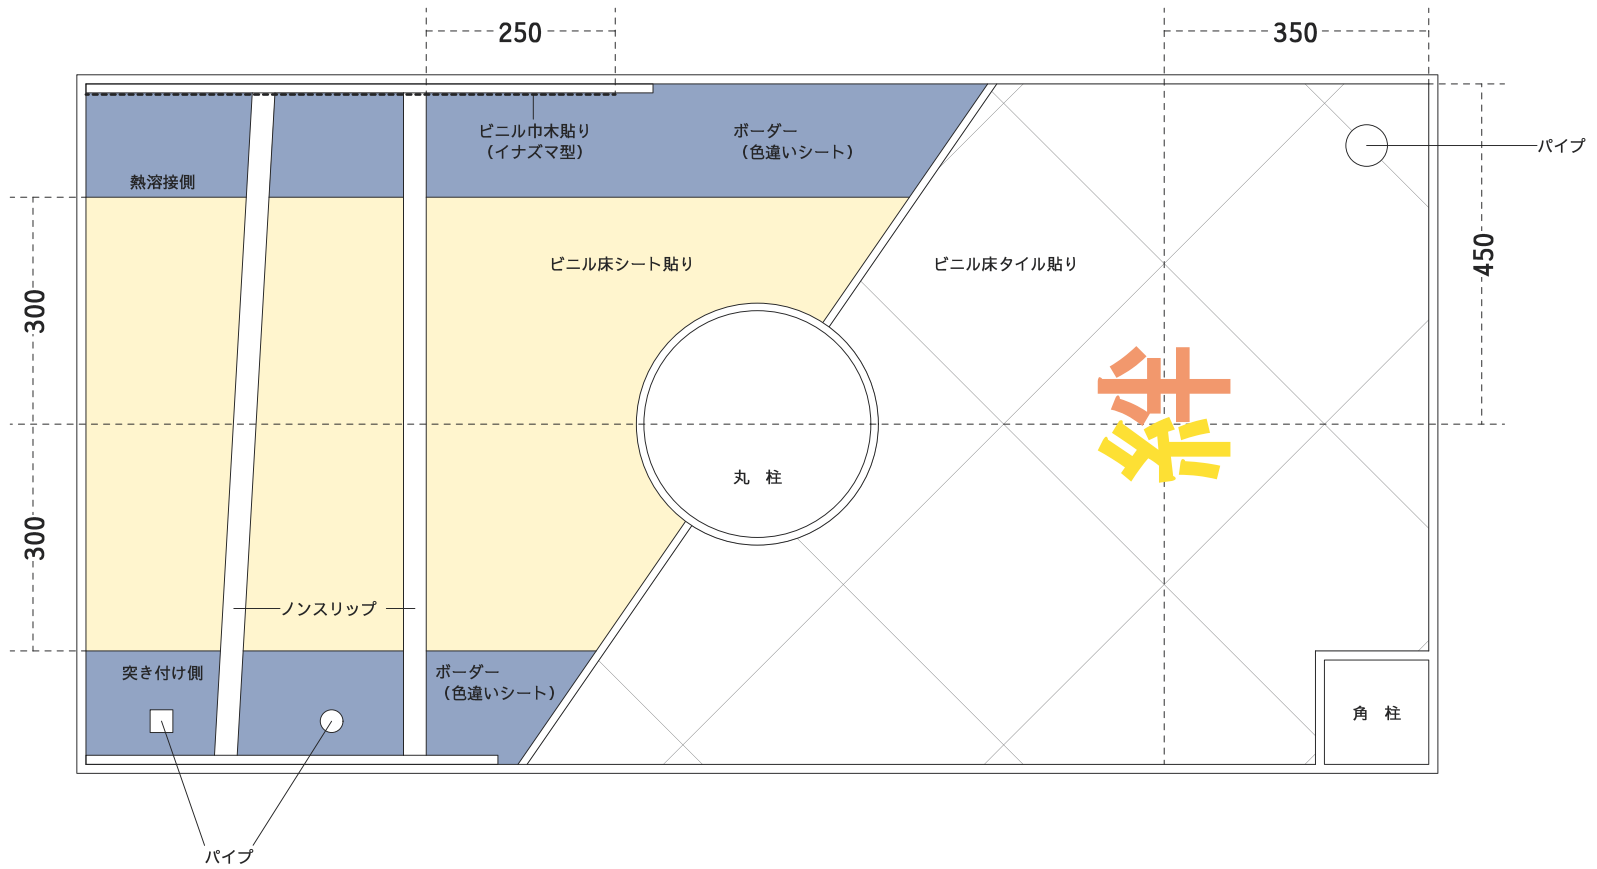 250
350
ビニル巾木貼り
（イナズマ型）
ボーダー
（色違いシート）
パイプ
熱溶接側
450
ビニル床シート貼り
ビニル床タイル貼り
300
絆
丸　柱
300
ノンスリップ
突き付け側
ボーダー
（色違いシート）
角　柱
パイプ